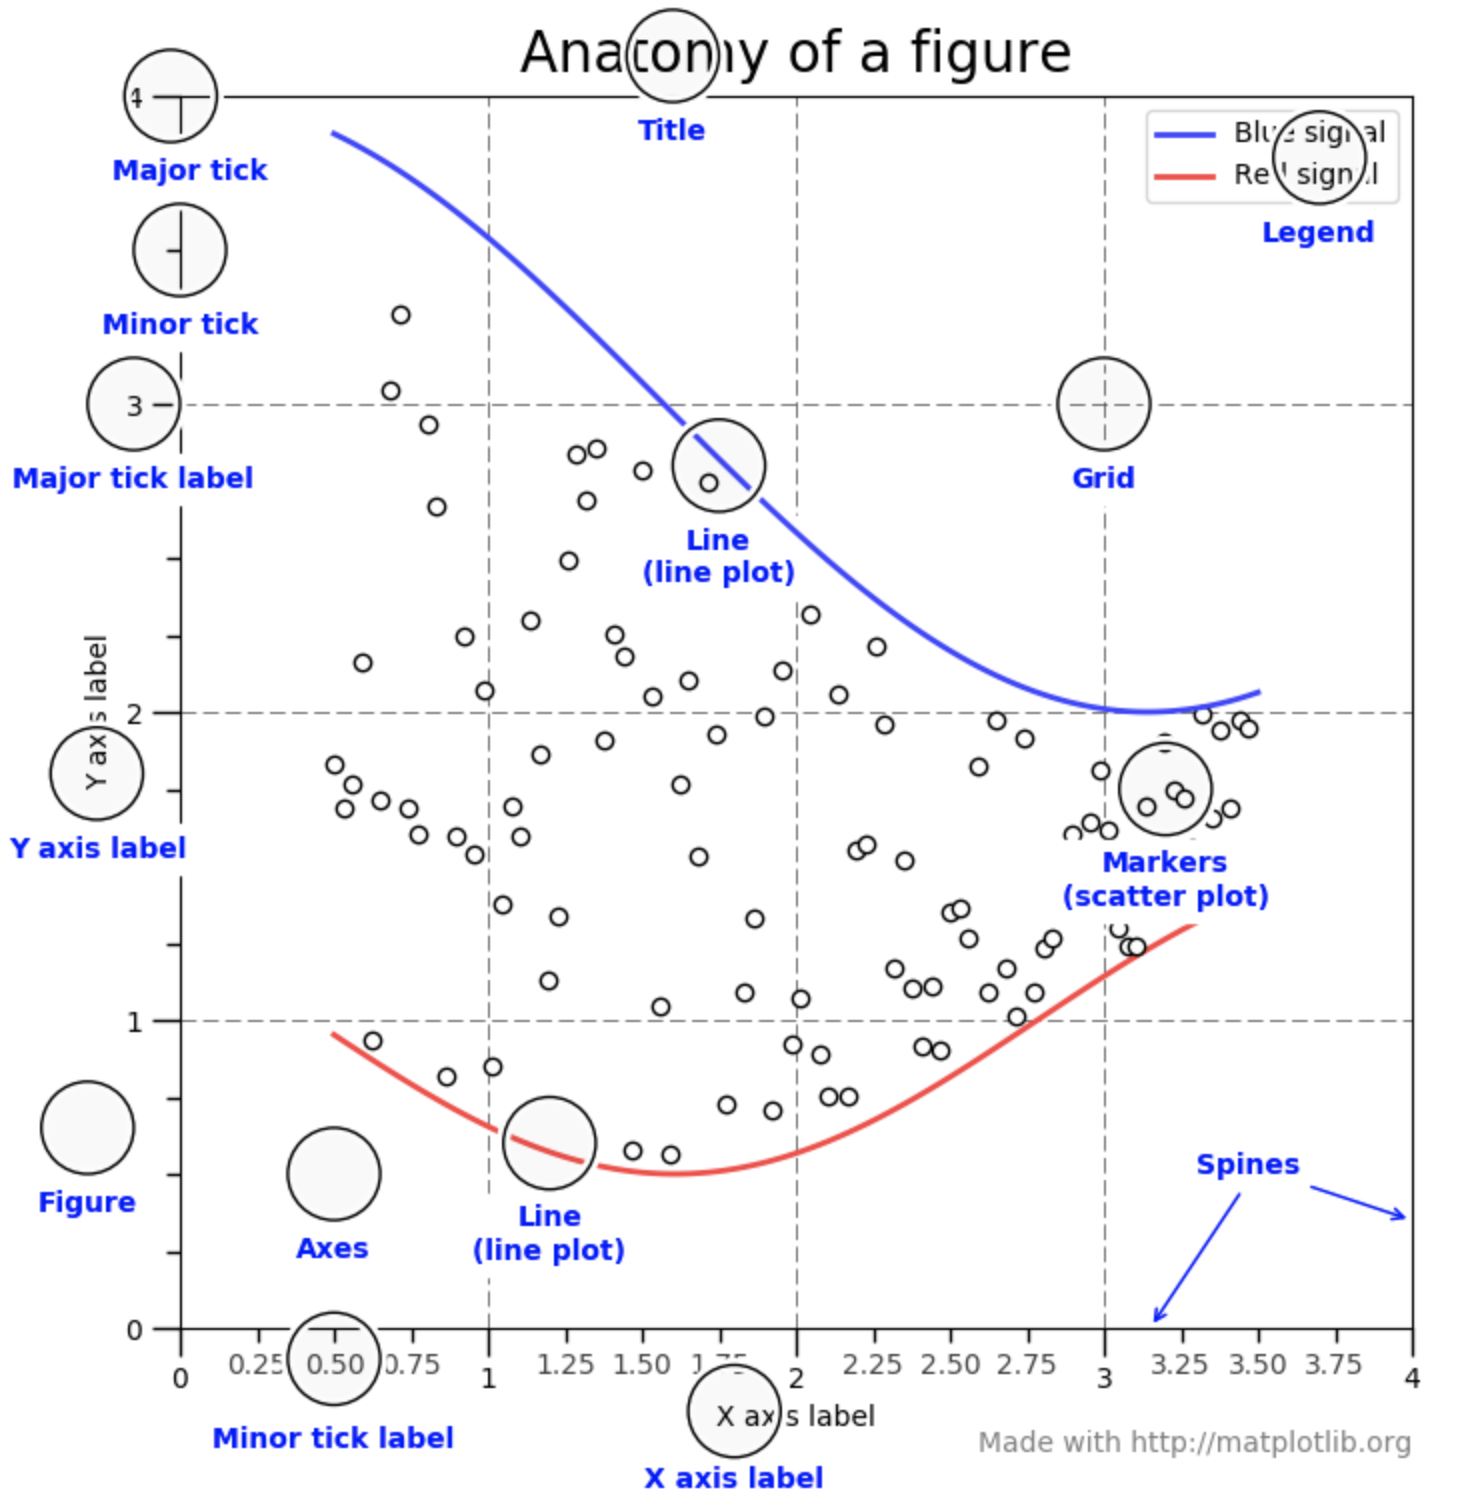 Anatomy of a figure
4
Major tick
Title
Blue signal
Red signal
Legend
Minor tick
3
Major tick label
Grid
Line
(line plot)
Y axis label
2
Y axis label
Markers
(scatter plot)
1
Figure
Axes
Line
(line plot)
Spines
0
0.25 0.50 0.75 1.25 1.50 1.75 2.25 2.50 2.75 3.25 3.50 3.75
0 1 2 3 4
X axis label
Minor tick label
Made with http://matplotlib.org
X axis label